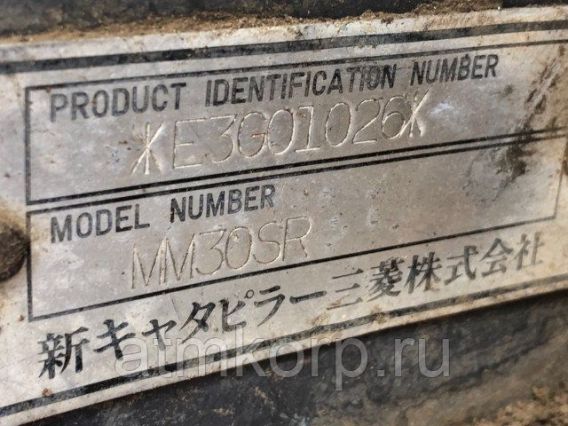 PRODUCT IDENTIFICATION NUMBER
*E3G01026*
MODEL NUMBER
MM30SR
新キャタピラー三菱株式会社
atmkorp.ru